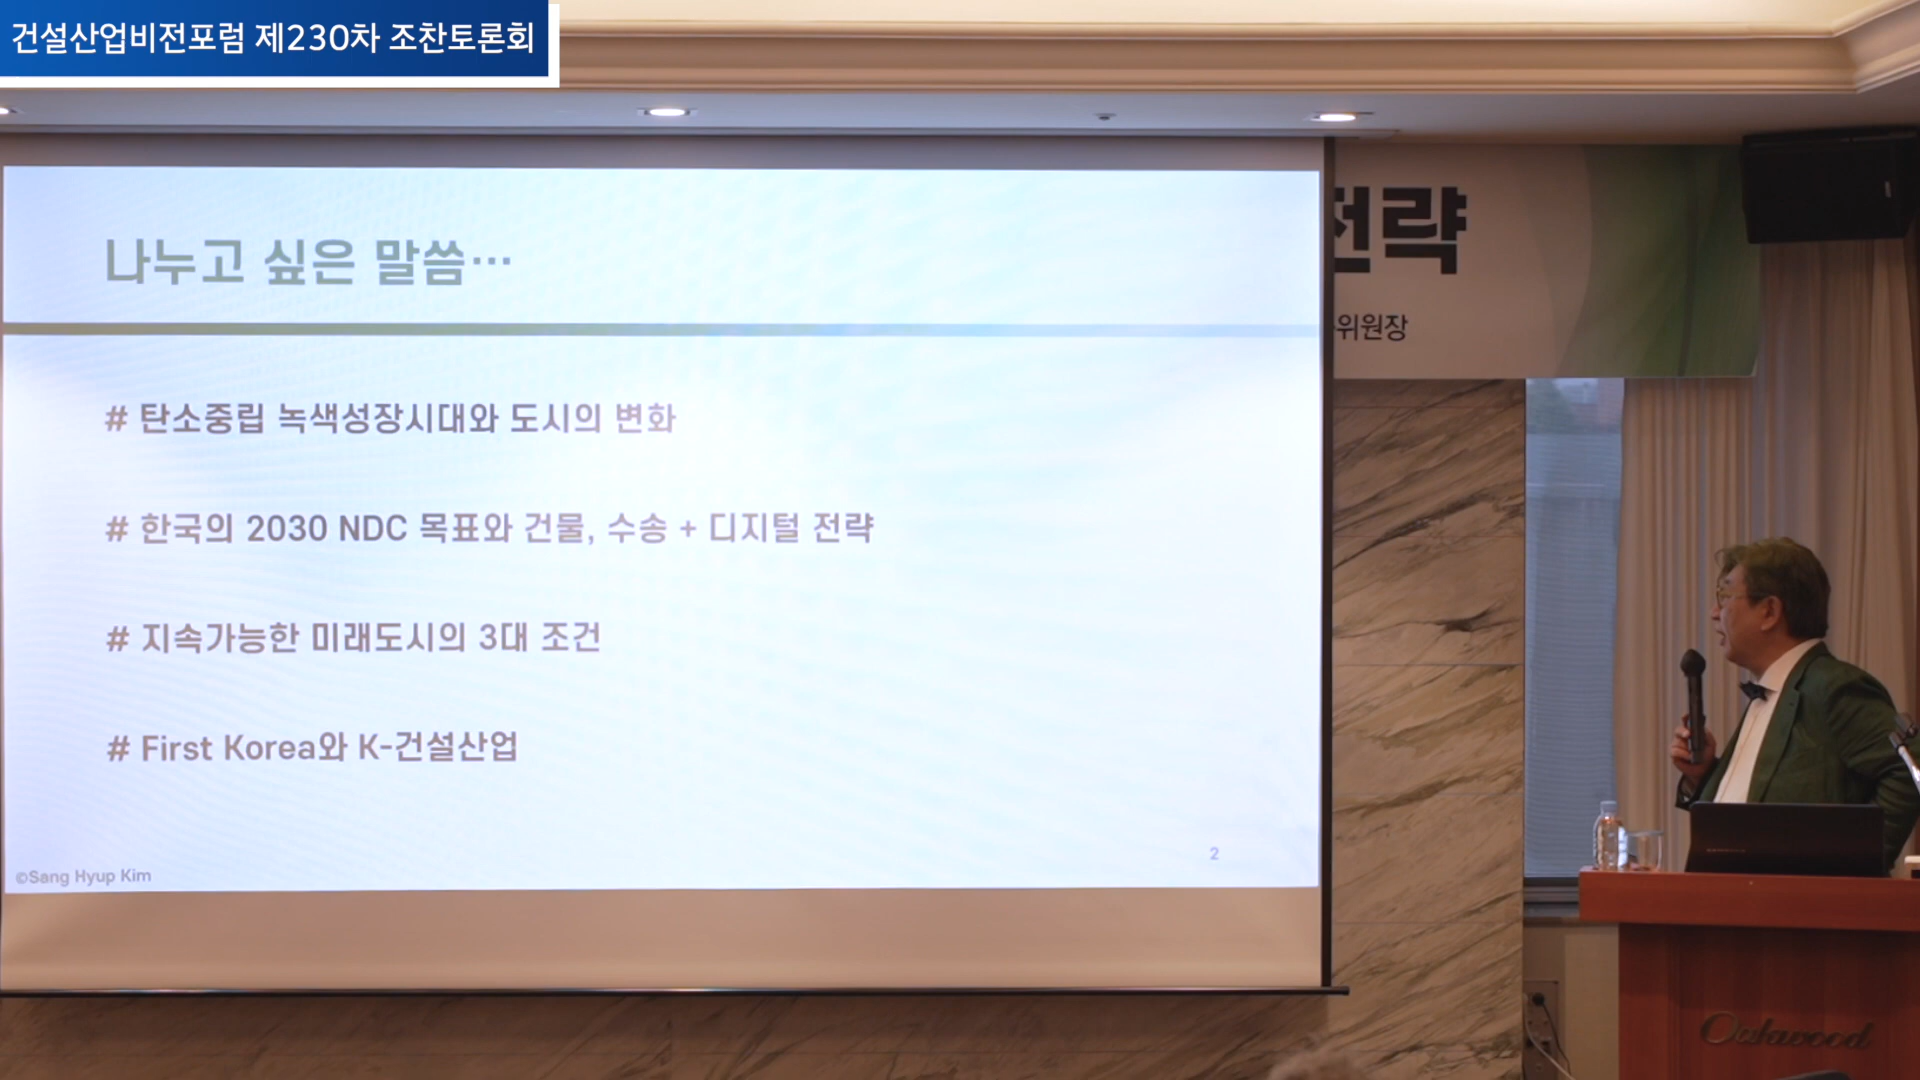 건설산업비전포럼 제230차 조찬토론회
전략
위원장
나누고 싶은 말씀…
# 탄소중립 녹색성장시대와 도시의 변화
# 한국의 2030 NDC 목표와 건물, 수송 + 디지털 전략
# 지속가능한 미래도시의 3대 조건
# First Korea와 K-건설산업
2
©Sang Hyup Kim
Oakwood